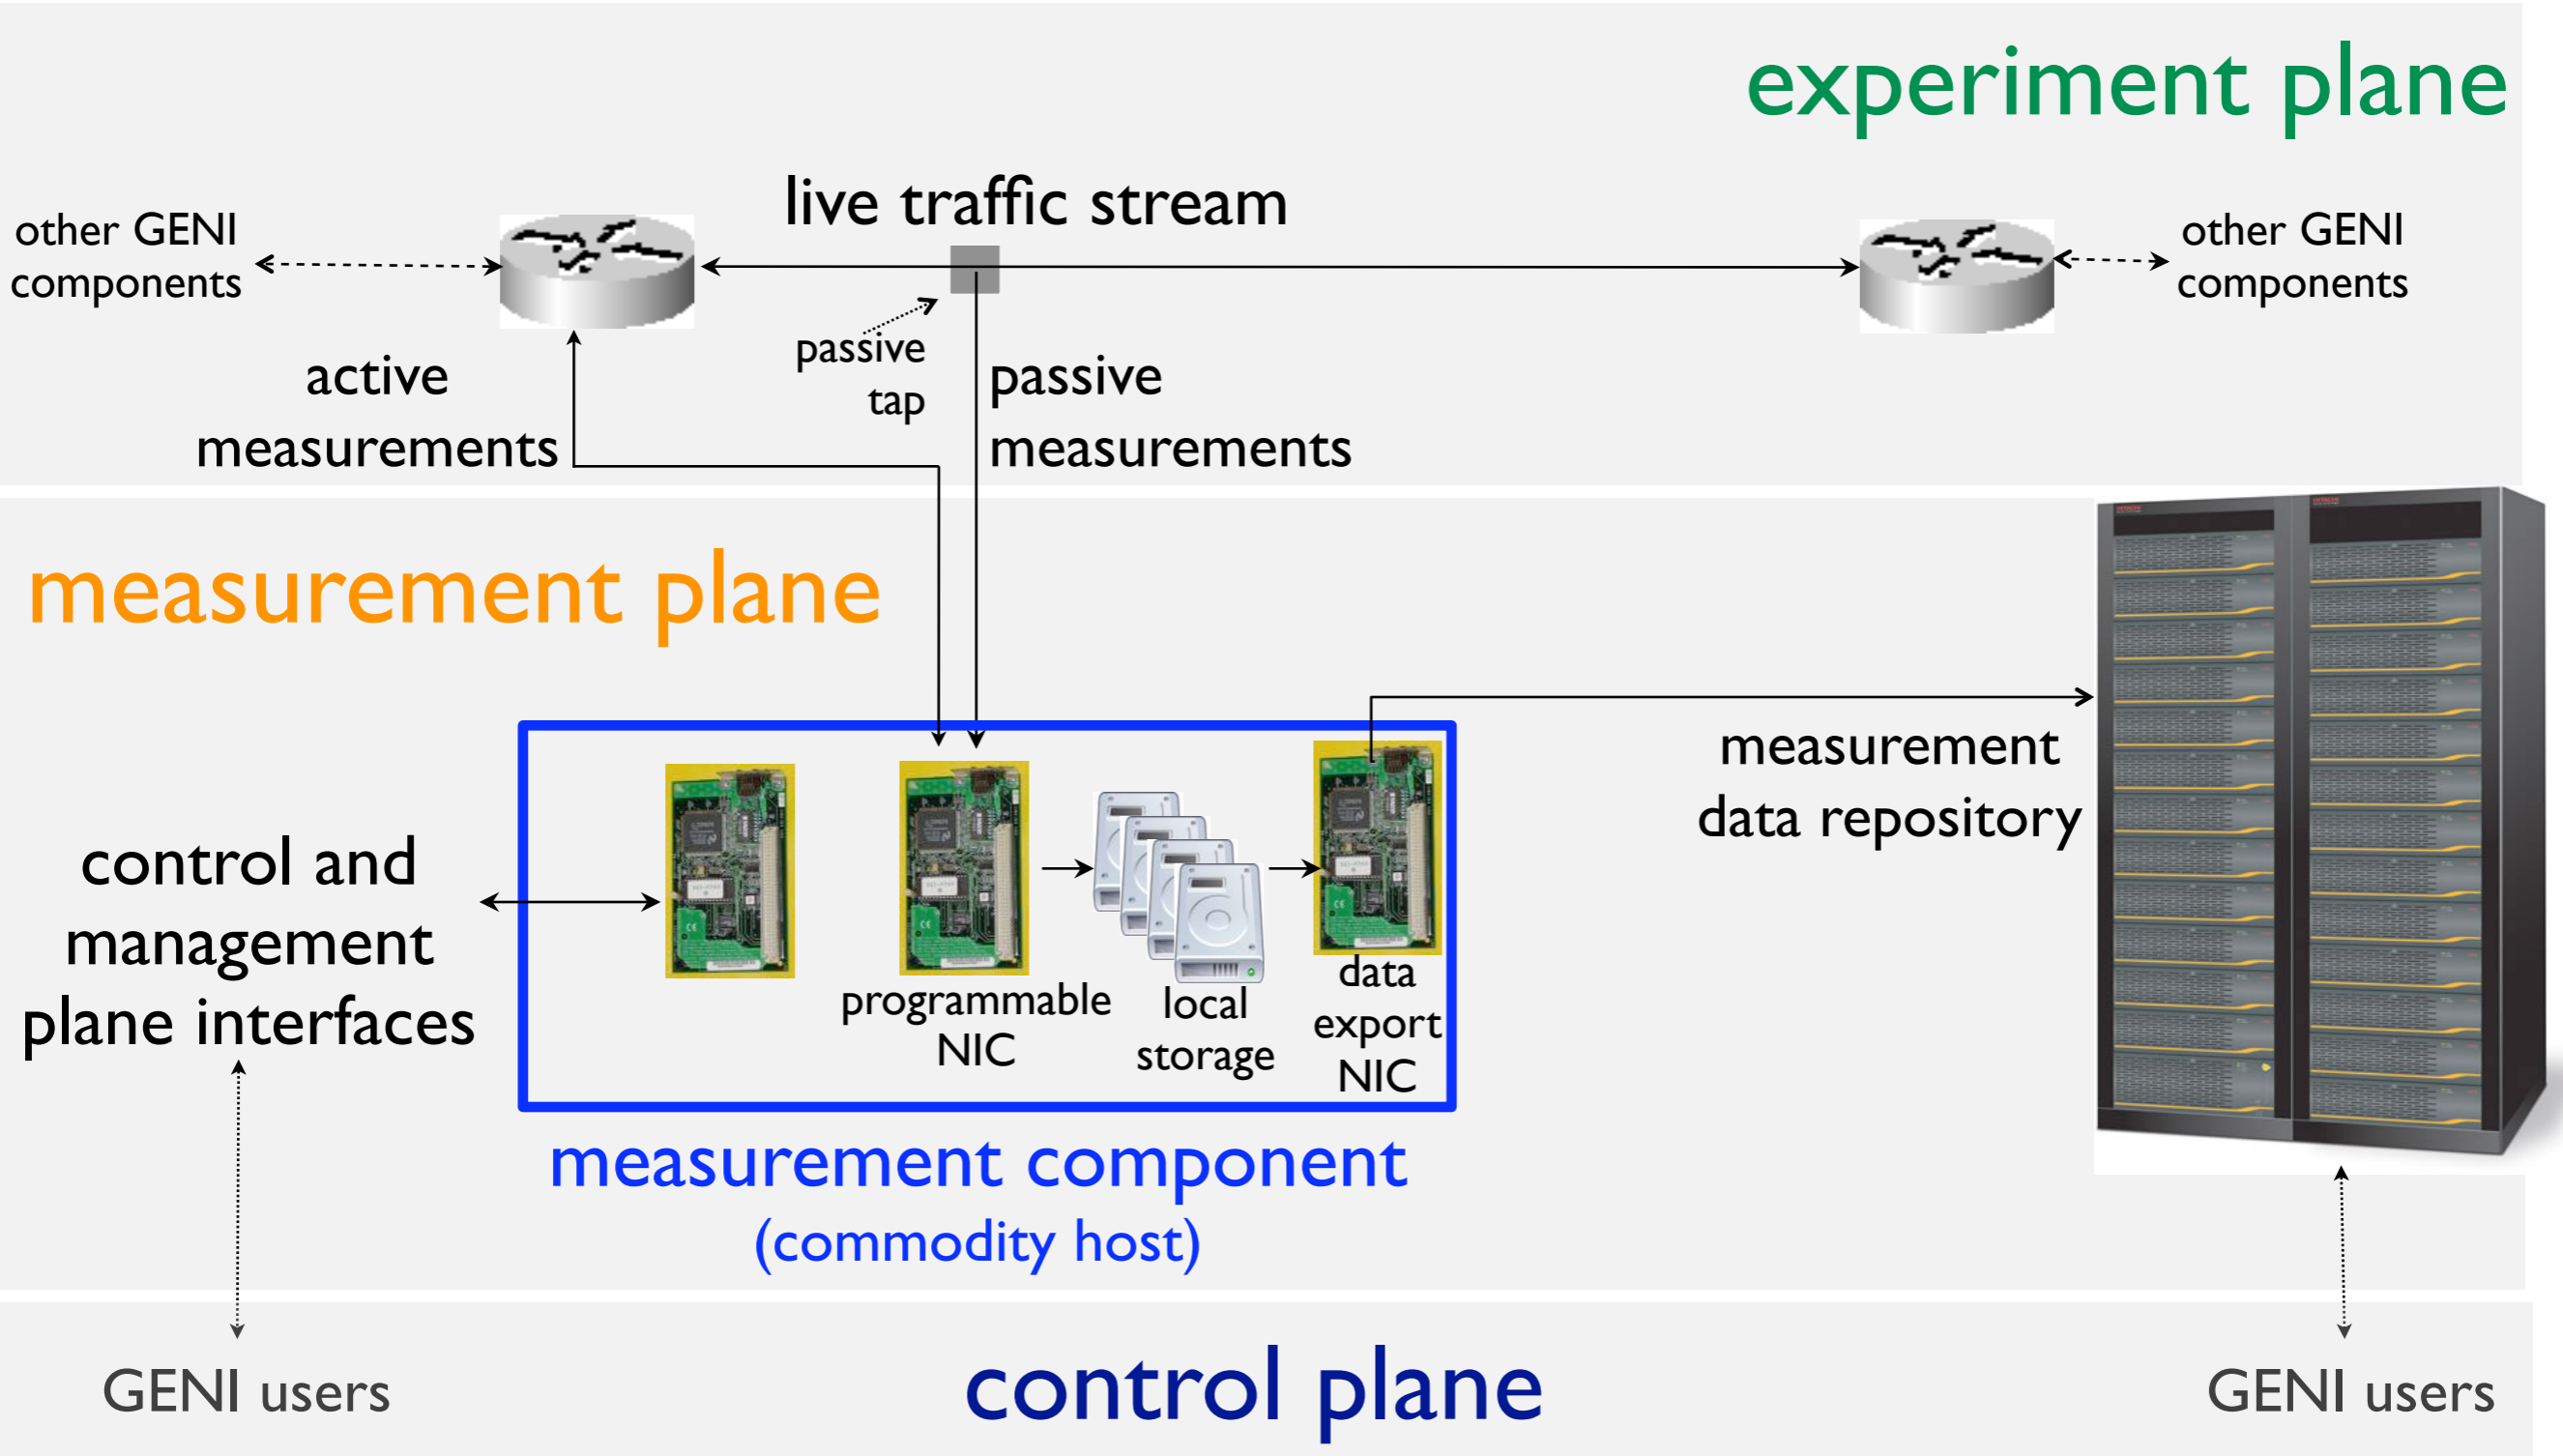 experiment plane
live traffic stream
other GENI
components
other GENI
components
passive
tap
active
measurements
passive
measurements
measurement plane
measurement
data repository
control and
management
plane interfaces
programmable
NIC
local
storage
data
export
NIC
measurement component
(commodity host)
GENI users
control plane
GENI users